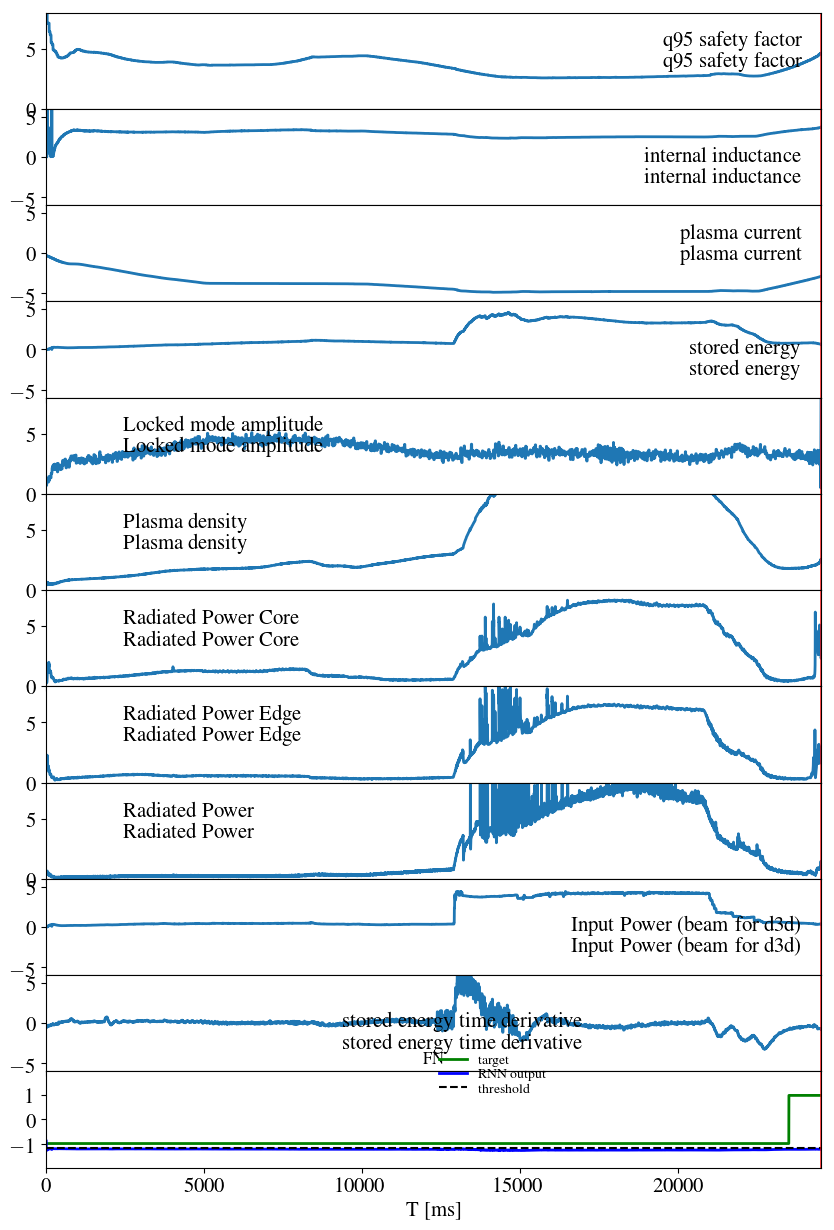 5
0
q95 safety factor
q95 safety factor
5
0
−5
internal inductance
internal inductance
5
0
−5
plasma current
plasma current
5
0
−5
stored energy
stored energy
5
0
Locked mode amplitude
Locked mode amplitude
5
0
Plasma density
Plasma density
5
0
Radiated Power Core
Radiated Power Core
5
0
Radiated Power Edge
Radiated Power Edge
5
0
Radiated Power
Radiated Power
5
0
−5
Input Power (beam for d3d)
Input Power (beam for d3d)
5
0
−5
stored energy time derivative
stored energy time derivative
FN
target
RNN output
threshold
1
0
−1
0 5000 10000 15000 20000
T [ms]